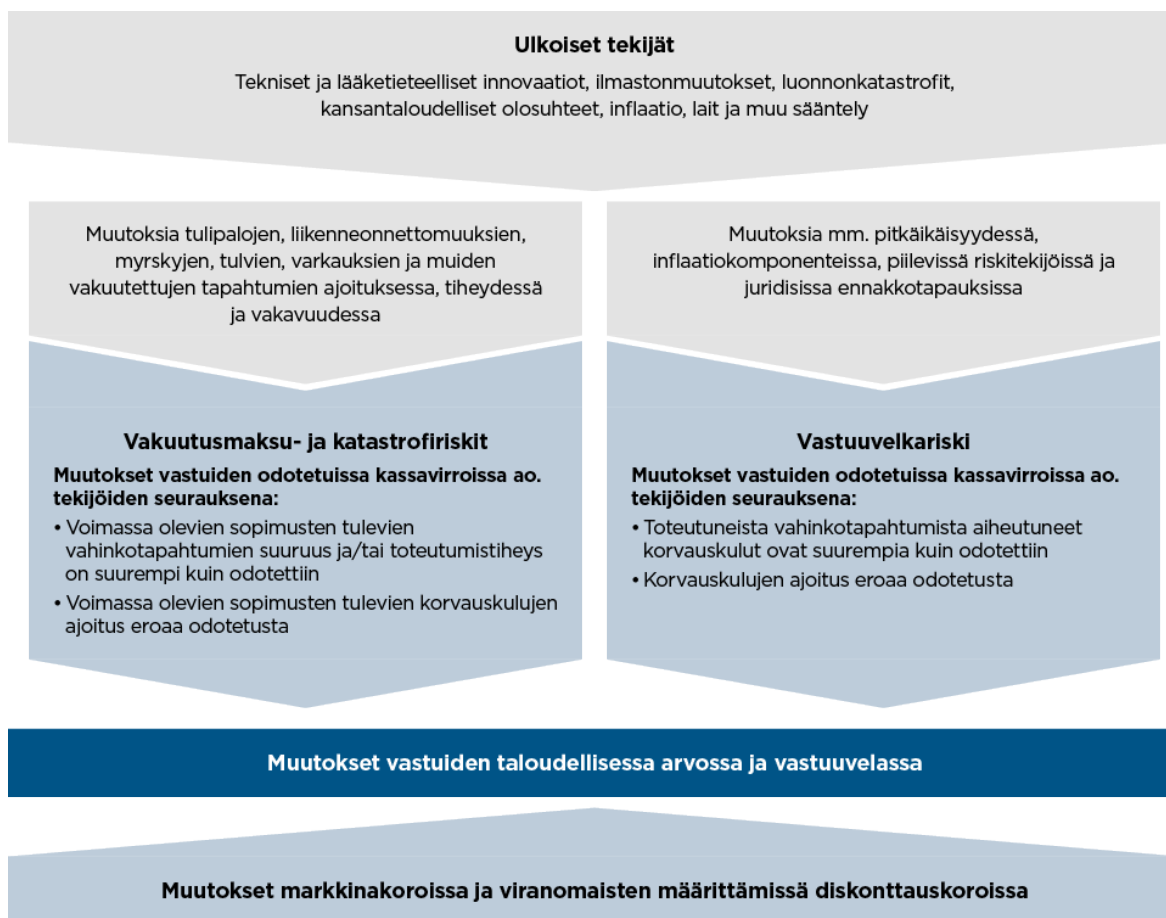 Ulkoiset tekijät
Tekniset ja lääketieteelliset innovaatiot, ilmastonmuutokset, luonnonkatastrofit,
kansantaloudelliset olosuhteet, inflaatio, lait ja muu sääntely
Muutoksia tulipalojen, liikenneonnettomuuksien,
myrskyjen, tulvien, varkauksien ja muiden
vakuutettujen tapahtumien ajoituksessa, tiheydessä
ja vakavuudessa
Muutoksia mm. pitkäikäisyydessä,
inflaatiokomponenteissa, piilevissä riskitekijöissä ja
juridisissa ennakkotapauksissa
Vakuutusmaksu- ja katastrofiriskit
Muutokset vastuiden odotetuissa kassavirroissa ao.
tekijöiden seurauksena:
• Voimassa olevien sopimusten tulevien
vahinkotapahtumien suuruus ja/tai toteutumistiheys
on suurempi kuin odotettiin
• Voimassa olevien sopimusten tulevien korvauskulujen
ajoitus eroaa odotetusta
Vastuuvelkariski
Muutokset vastuiden odotetuissa kassavirroissa ao.
tekijöiden seurauksena:
• Toteutuneista vahinkotapahtumista aiheutuneet
korvauskulut ovat suurempia kuin odotettiin
• Korvauskulujen ajoitus eroaa odotetusta
Muutokset vastuiden taloudellisessa arvossa ja vastuuvelassa
Muutokset markkinakoroissa ja viranomaisten määrittämissä diskonttauskoroissa